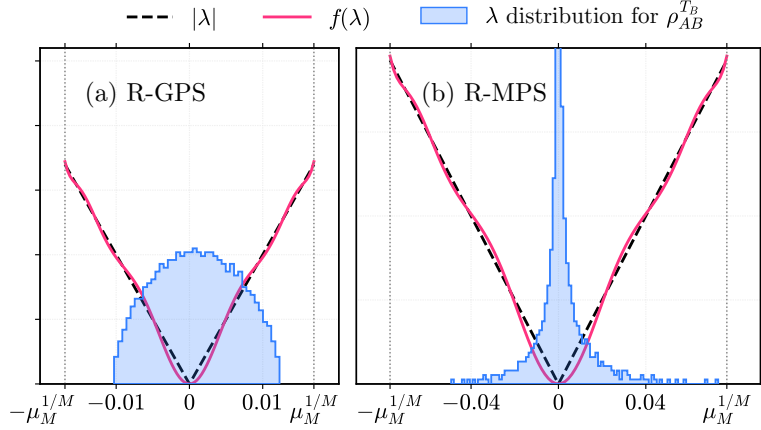 |λ| f(λ) λ distribution for ρ_{AB}^{T_B}
(a) R-GPS
(b) R-MPS
−μ_M^{1/M} −0.01 0 0.01 μ_M^{1/M}
−μ_M^{1/M} −0.04 0 0.04 μ_M^{1/M}